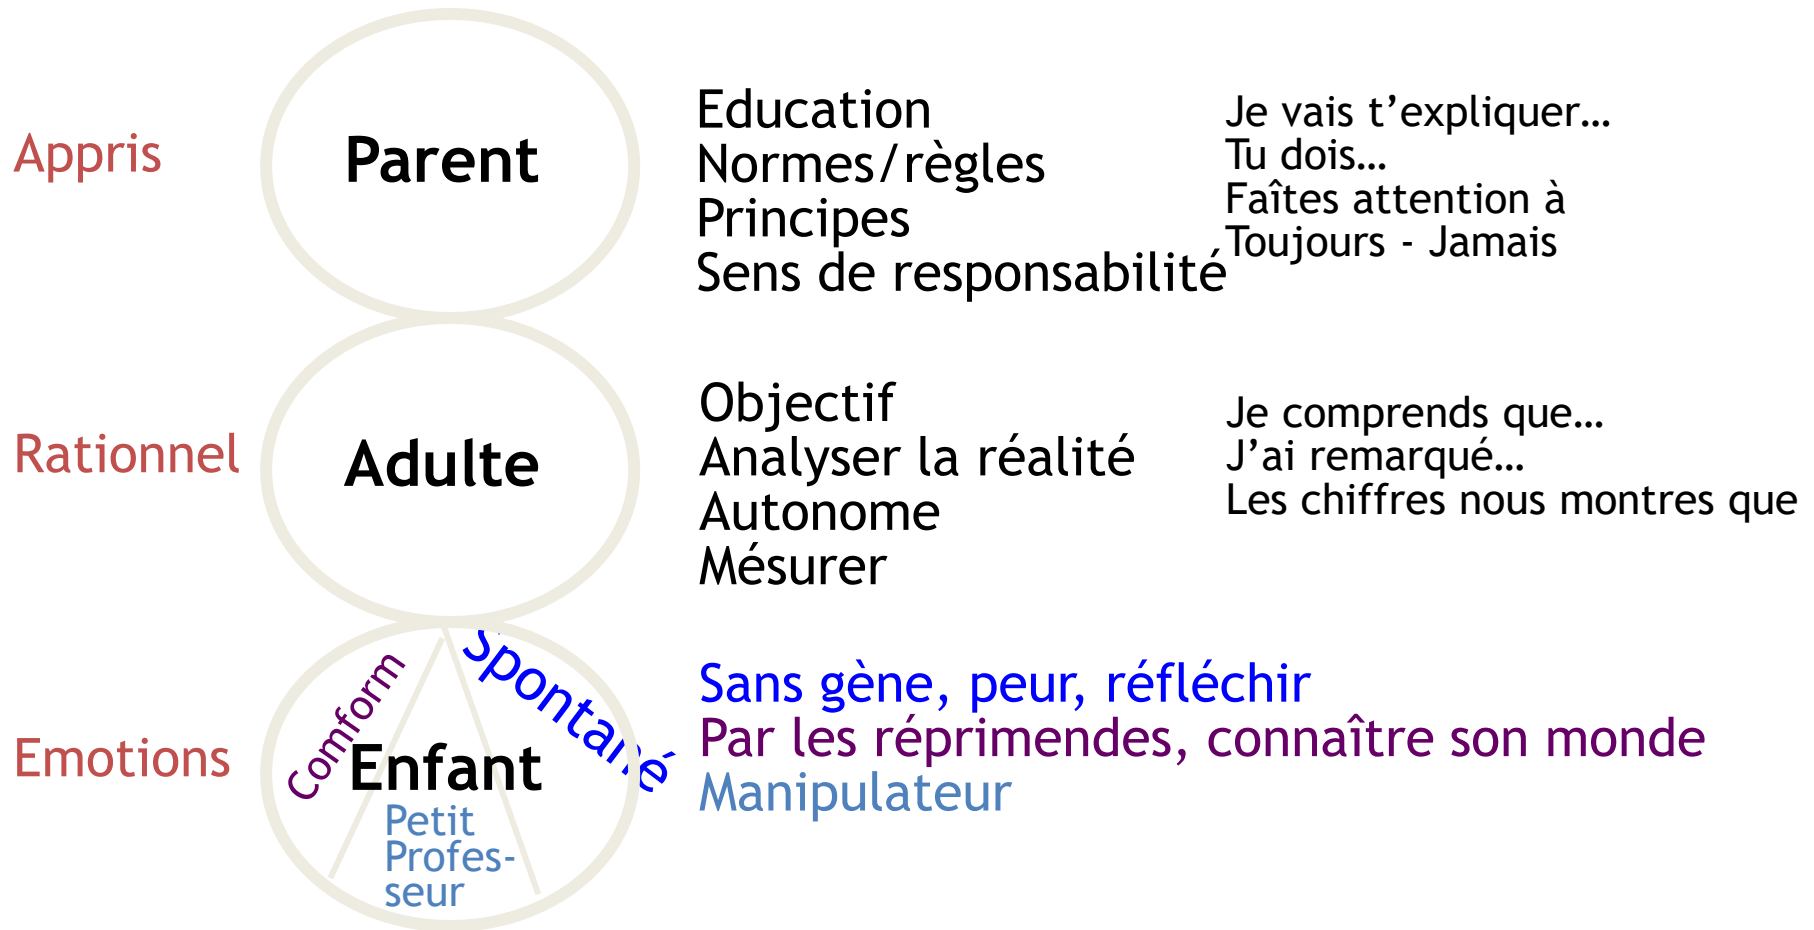 Appris
Parent
Education
Normes/règles
Principes
Sens de responsabilité
Je vais t’expliquer...
Tu dois...
Faîtes attention à
Toujours - Jamais
Rationnel
Adulte
Objectif
Analyser la réalité
Autonome
Mésurer
Je comprends que...
J’ai remarqué...
Les chiffres nous montres que
Emotions
Comform
Spontané
Enfant
Petit
Profes-
seur
Sans gène, peur, réfléchir
Par les réprimendes, connaître son monde
Manipulateur